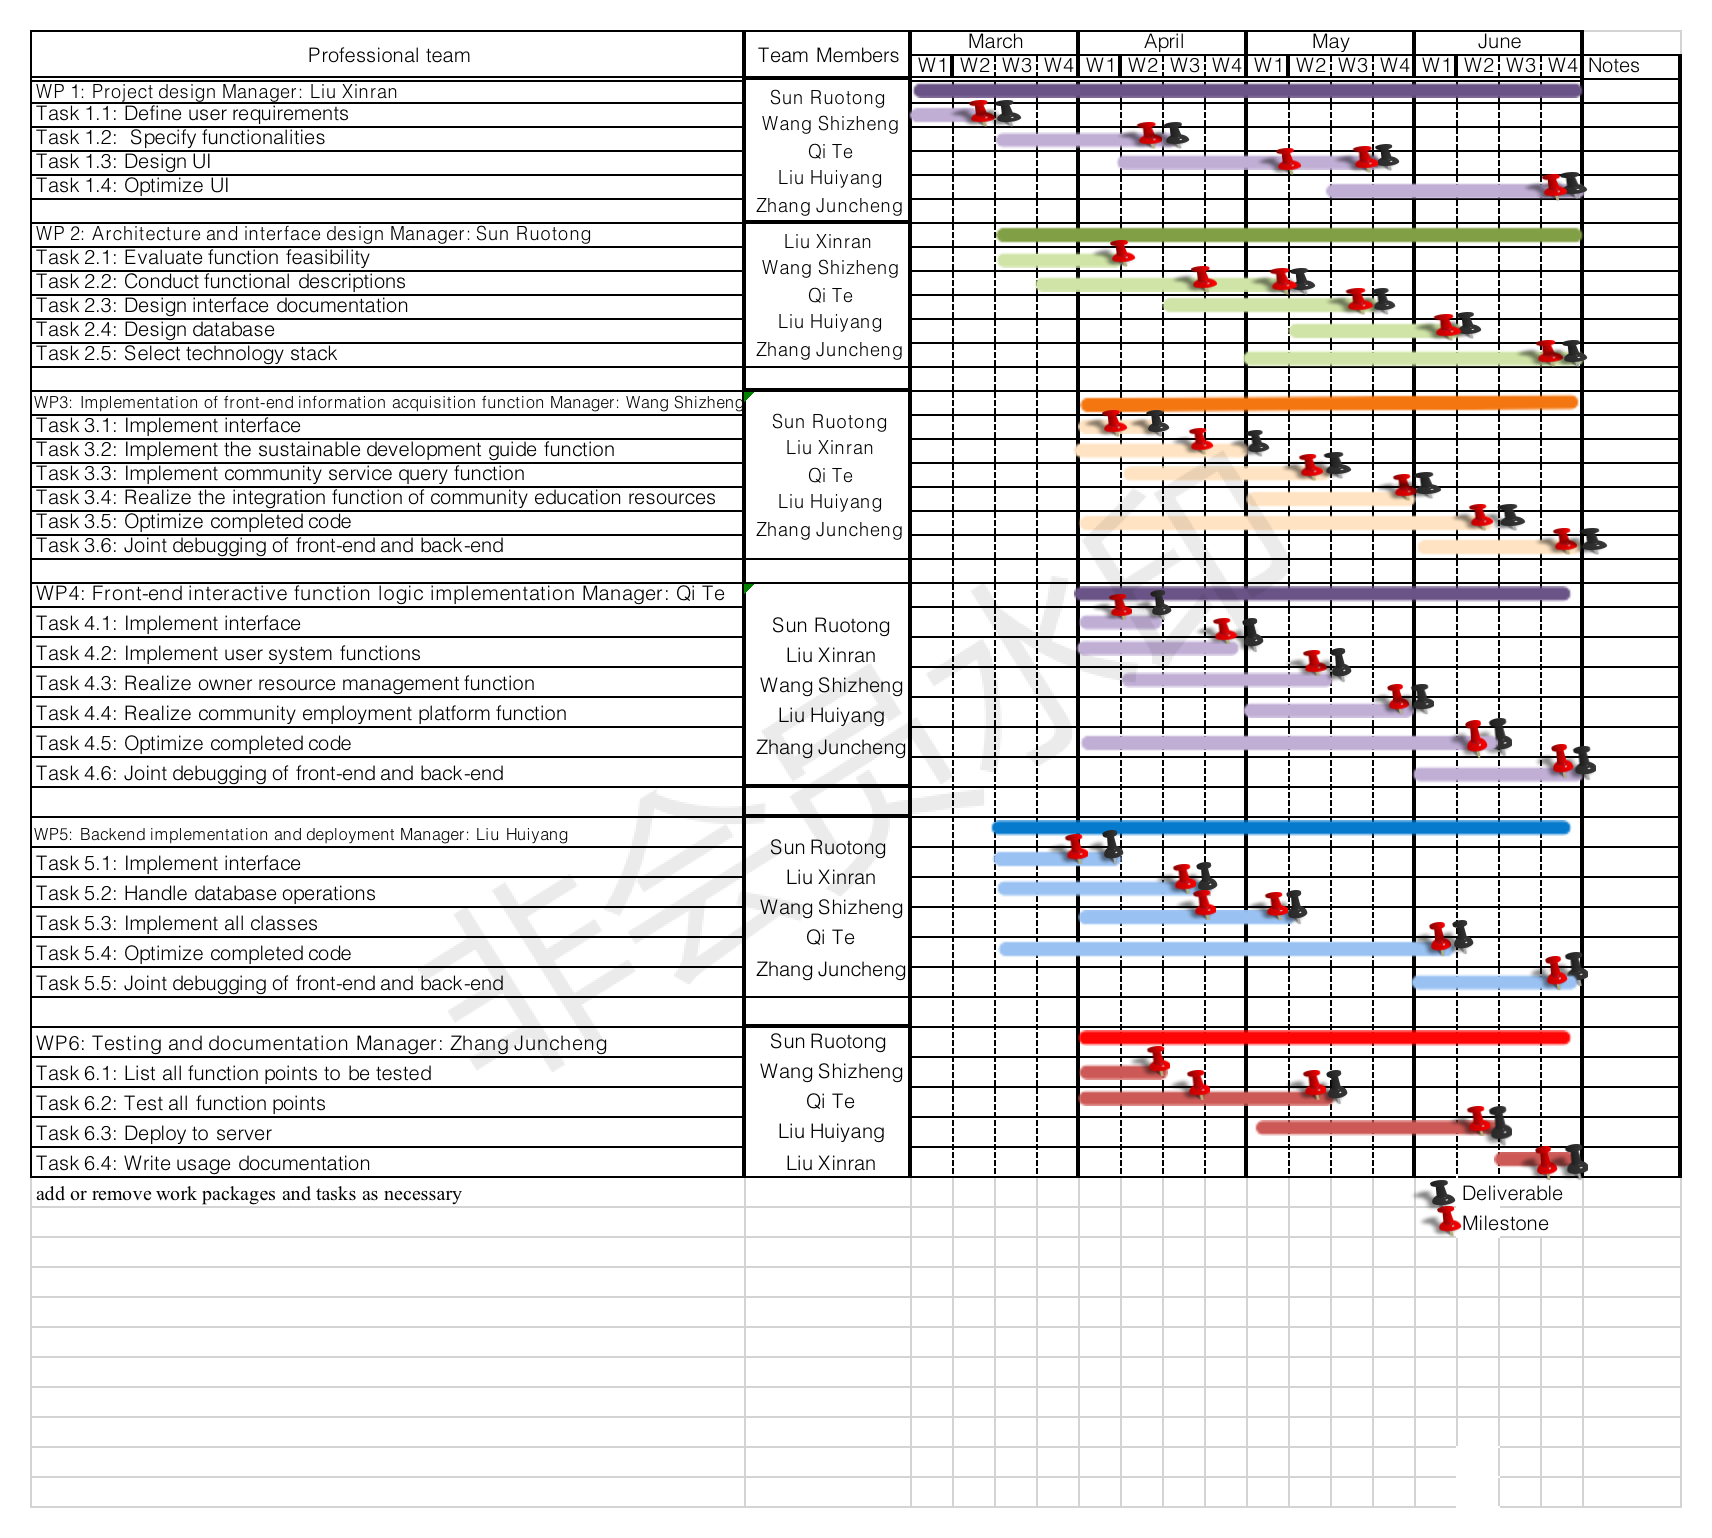 Professional team
Team Members
March
April
May
June
W1 W2 W3 W4 W1 W2 W3 W4 W1 W2 W3 W4 W1 W2 W3 W4 Notes
WP 1: Project design Manager: Liu Xinran
Task 1.1: Define user requirements
Task 1.2:  Specify functionalities
Task 1.3: Design UI
Task 1.4: Optimize UI
Sun Ruotong
Wang Shizheng
Qi Te
Liu Huiyang
Zhang Juncheng
WP 2: Architecture and interface design Manager: Sun Ruotong
Task 2.1: Evaluate function feasibility
Task 2.2: Conduct functional descriptions
Task 2.3: Design interface documentation
Task 2.4: Design database
Task 2.5: Select technology stack
Liu Xinran
Wang Shizheng
Qi Te
Liu Huiyang
Zhang Juncheng
WP3: Implementation of front-end information acquisition function Manager: Wang Shizheng
Task 3.1: Implement interface
Task 3.2: Implement the sustainable development guide function
Task 3.3: Implement community service query function
Task 3.4: Realize the integration function of community education resources
Task 3.5: Optimize completed code
Task 3.6: Joint debugging of front-end and back-end
Sun Ruotong
Liu Xinran
Qi Te
Liu Huiyang
Zhang Juncheng
WP4: Front-end interactive function logic implementation Manager: Qi Te
Task 4.1: Implement interface
Task 4.2: Implement user system functions
Task 4.3: Realize owner resource management function
Task 4.4: Realize community employment platform function
Task 4.5: Optimize completed code
Task 4.6: Joint debugging of front-end and back-end
Sun Ruotong
Liu Xinran
Wang Shizheng
Liu Huiyang
Zhang Juncheng
WP5: Backend implementation and deployment Manager: Liu Huiyang
Task 5.1: Implement interface
Task 5.2: Handle database operations
Task 5.3: Implement all classes
Task 5.4: Optimize completed code
Task 5.5: Joint debugging of front-end and back-end
Sun Ruotong
Liu Xinran
Wang Shizheng
Qi Te
Zhang Juncheng
WP6: Testing and documentation Manager: Zhang Juncheng
Task 6.1: List all function points to be tested
Task 6.2: Test all function points
Task 6.3: Deploy to server
Task 6.4: Write usage documentation
Sun Ruotong
Wang Shizheng
Qi Te
Liu Huiyang
Liu Xinran
add or remove work packages and tasks as necessary
Deliverable
Milestone
非会员水印